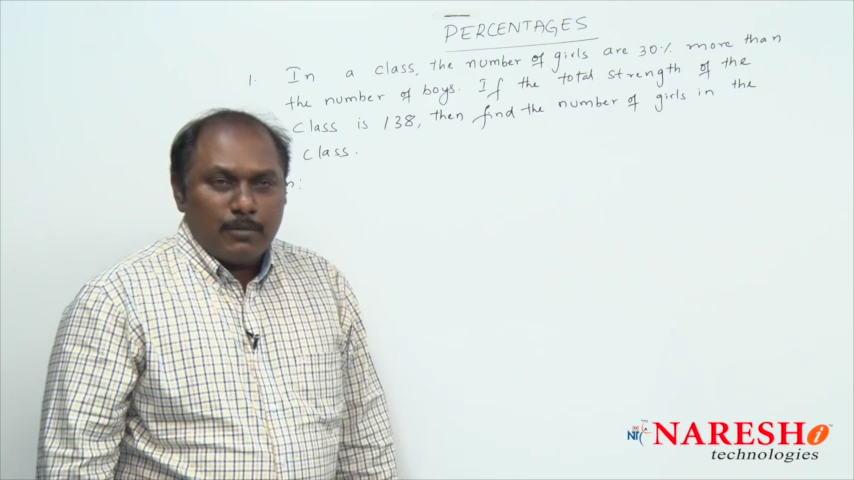 PERCENTAGES
1. In a class, the number of girls are 30% more than
the number of boys. If the total strength of the
class is 138, then find the number of girls in the
class.
n:
NARESH i
technologies